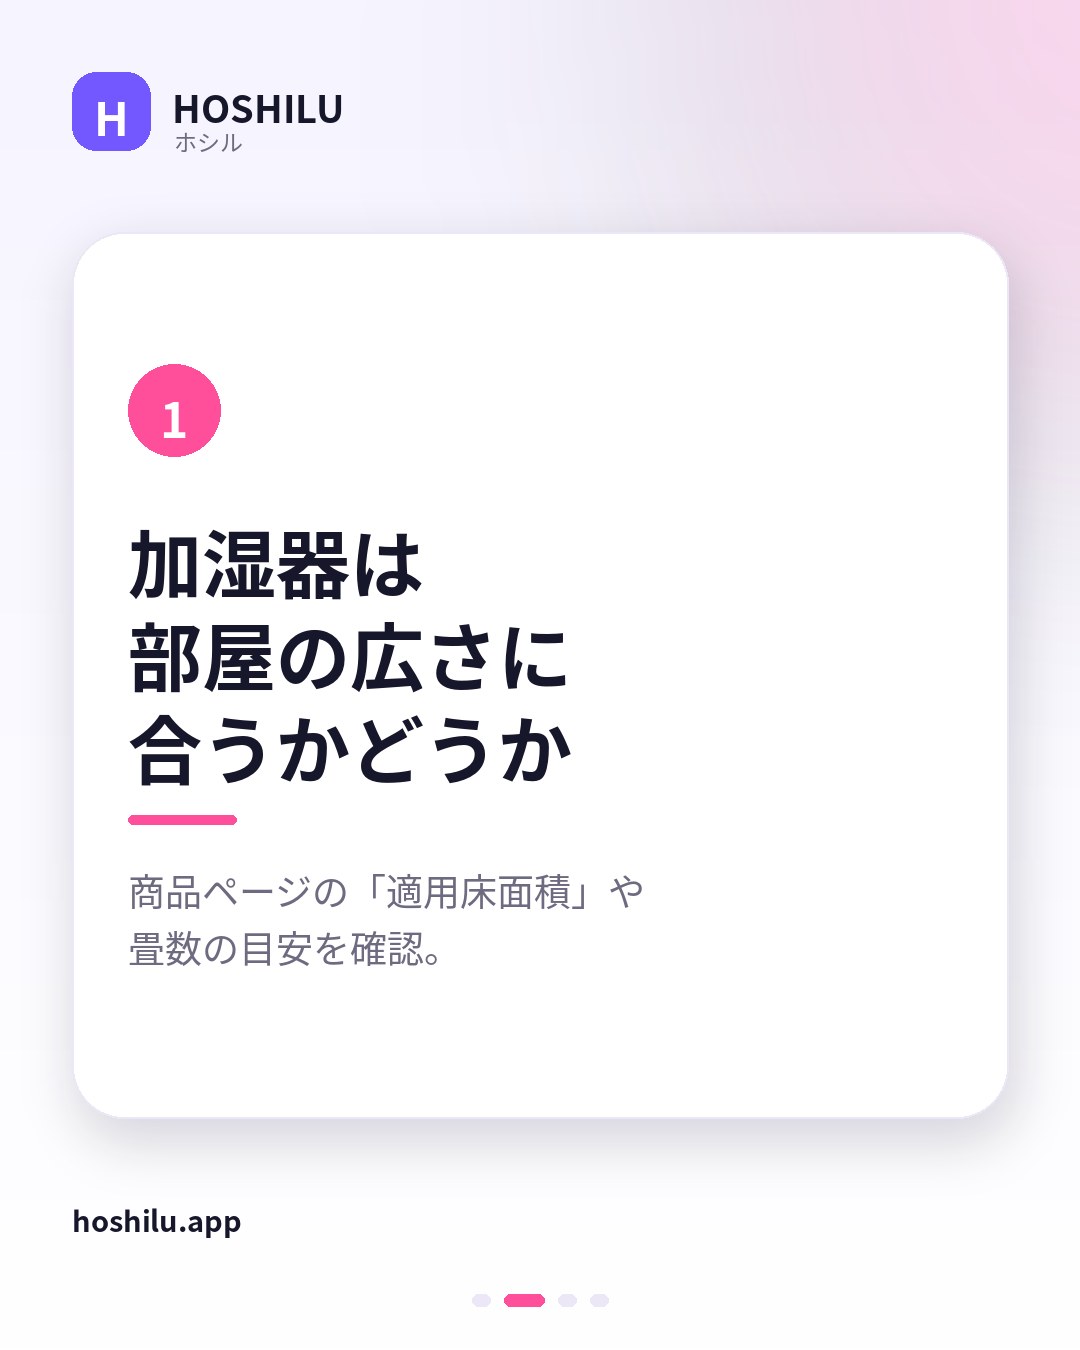 H
HOSHILU
ホシル
1
加湿器は
部屋の広さに
合うかどうか
商品ページの「適用床面積」や
畳数の目安を確認。
hoshilu.app